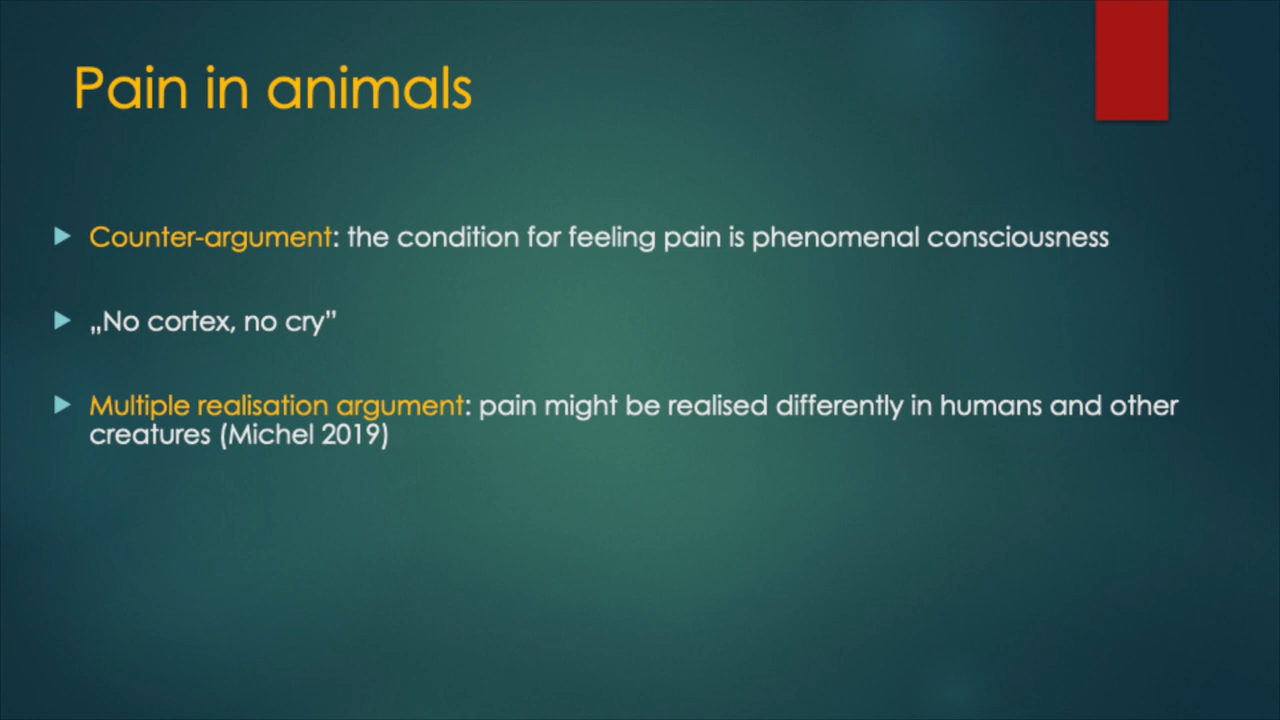 Pain in animals
Counter-argument: the condition for feeling pain is phenomenal consciousness
„No cortex, no cry”
Multiple realisation argument: pain might be realised differently in humans and other
creatures (Michel 2019)